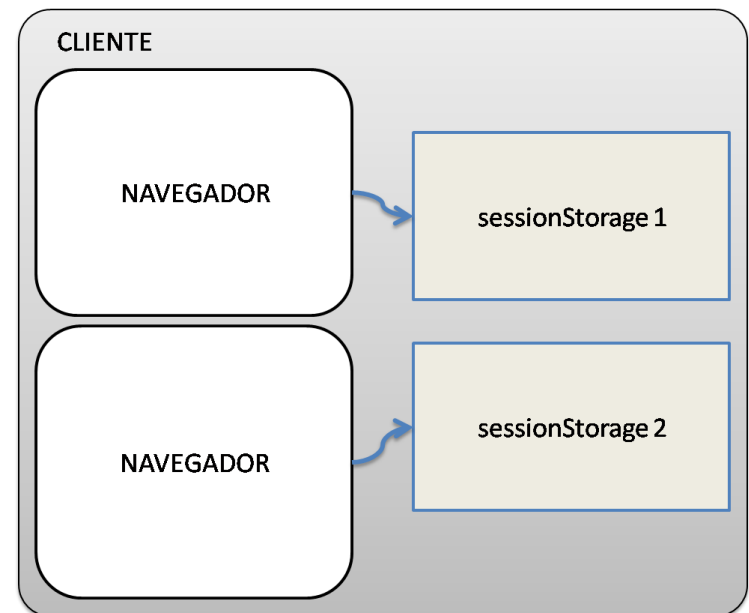 CLIENTE
NAVEGADOR
sessionStorage 1
NAVEGADOR
sessionStorage 2